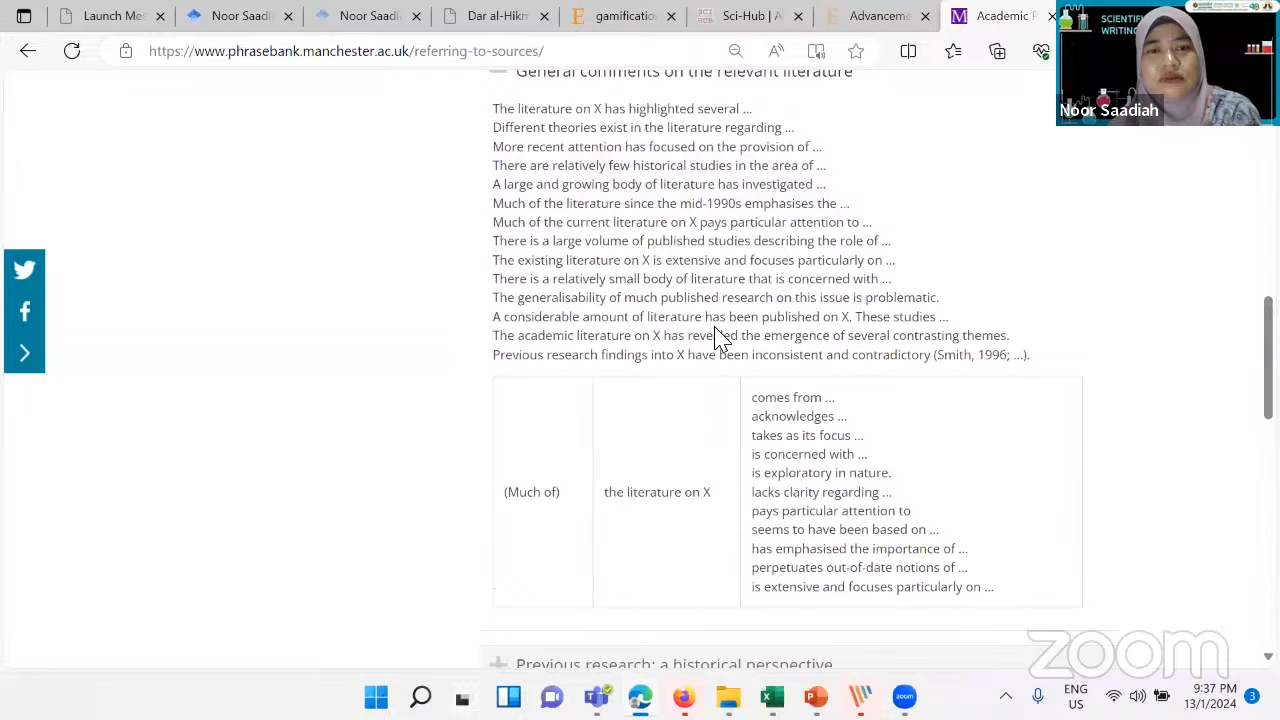 Launch Me
Noor Saadi
Dar
gamificati
Sci-Hu
Advanvame
Academic
https://www.phrasebank.manchester.ac.uk/referring-to-sources/
SCIENTIFI
WRITING
Noor Saadiah
General comments on the relevant literature
The literature on X has highlighted several ...
Different theories exist in the literature regarding ...
More recent attention has focused on the provision of ...
There are relatively few historical studies in the area of ...
A large and growing body of literature has investigated ...
Much of the literature since the mid-1990s emphasises the ...
Much of the current literature on X pays particular attention to ...
There is a large volume of published studies describing the role of ...
The existing literature on X is extensive and focuses particularly on ...
There is a relatively small body of literature that is concerned with ...
The generalisability of much published research on this issue is problematic.
A considerable amount of literature has been published on X. These studies ...
The academic literature on X has revealed the emergence of several contrasting themes.
Previous research findings into X have been inconsistent and contradictory (Smith, 1996; ...).
(Much of)
the literature on X
comes from ...
acknowledges ...
takes as its focus ...
is concerned with ...
is exploratory in nature.
lacks clarity regarding ...
pays particular attention to
seems to have been based on ...
has emphasised the importance of ...
perpetuates out-of-date notions of ...
is extensive and focuses particularly on ...
Previous research: a historical perspective
zoom
zoom
ENG
US
9:37 PM
13/1/2024
3